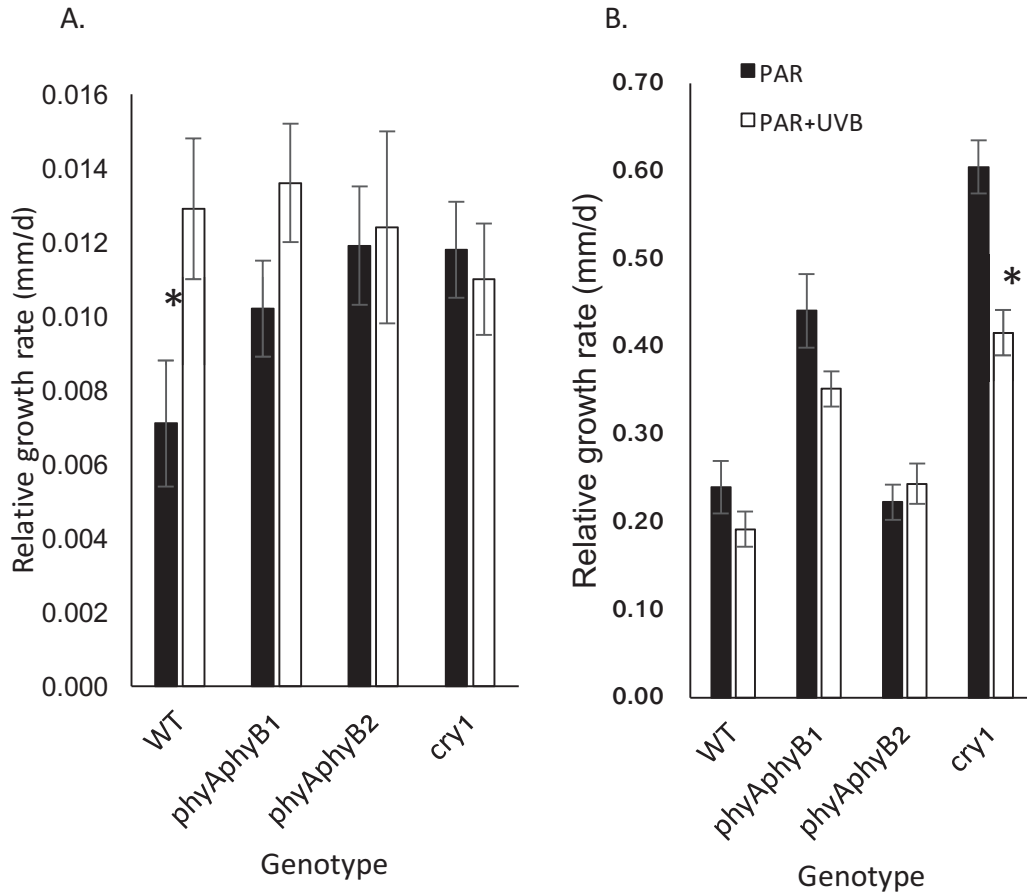 A.
Relative growth rate (mm/d)
0.016
0.014
0.012
0.010
0.008
0.006
0.004
0.002
0.000
*
WT
phyAphyB1
phyAphyB2
cry1
Genotype
B.
PAR
PAR+UVB
Relative growth rate (mm/d)
0.70
0.60
0.50
0.40
0.30
0.20
0.10
0.00
*
WT
phyAphyB1
phyAphyB2
cry1
Genotype